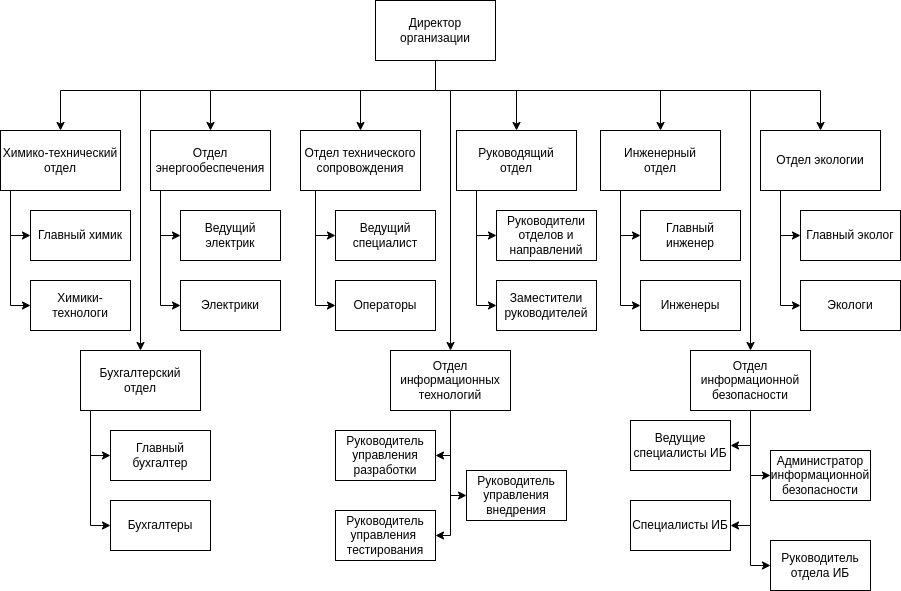 Директор
организации
Химико-технический
отдел
Отдел
энергообеспечения
Отдел технического
сопровождения
Руководящий
отдел
Инженерный
отдел
Отдел экологии
Главный химик
Ведущий
электрик
Ведущий
специалист
Руководители
отделов и
направлений
Главный
инженер
Главный эколог
Химики-
технологи
Электрики
Операторы
Заместители
руководителей
Инженеры
Экологи
Бухгалтерский
отдел
Отдел
информационных
технологий
Отдел
информационной
безопасности
Главный
бухгалтер
Бухгалтеры
Руководитель
управления
разработки
Руководитель
управления
внедрения
Руководитель
управления
тестирования
Ведущие
специалисты ИБ
Администратор
информационной
безопасности
Специалисты ИБ
Руководитель
отдела ИБ